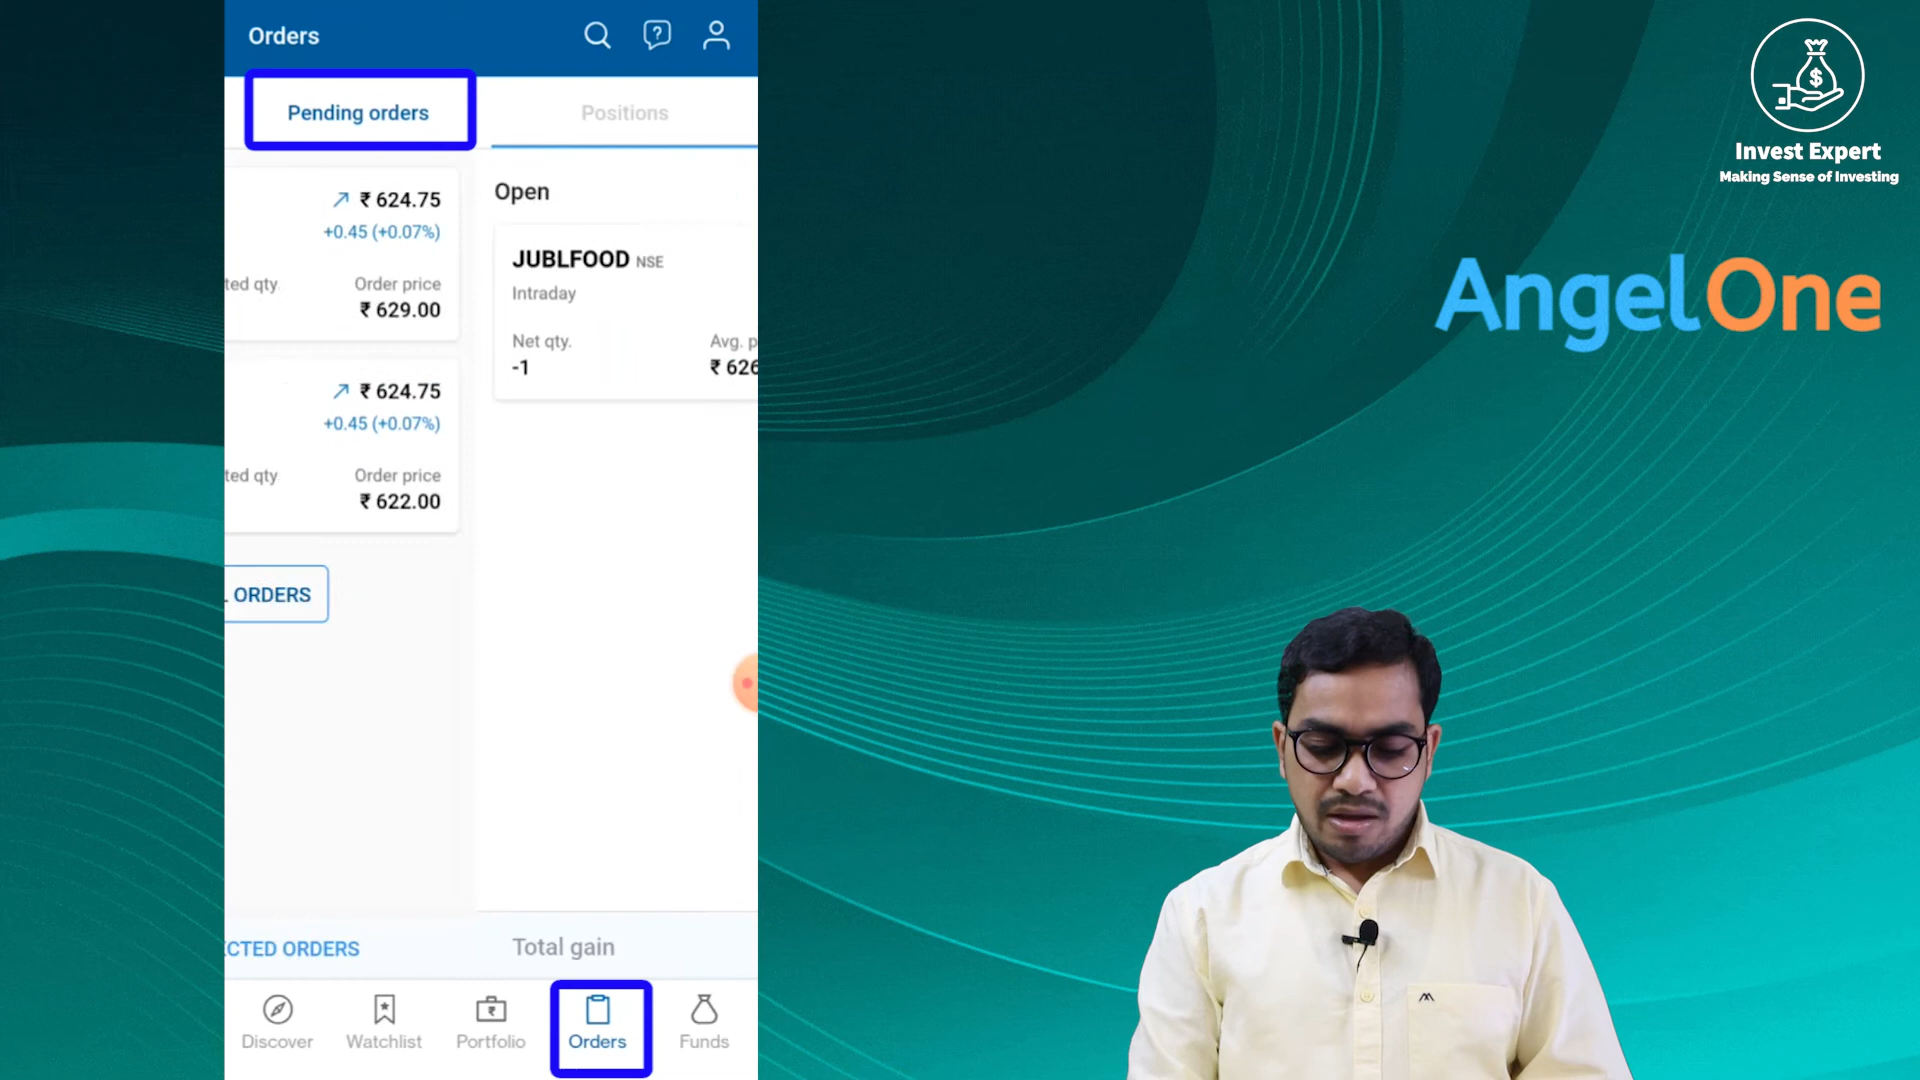 Orders
Pending orders
Positions
₹ 624.75
+0.45 (+0.07%)
ted qty
Order price
₹ 629.00
₹ 624.75
+0.45 (+0.07%)
ted qty
Order price
₹ 622.00
ORDERS
CTED ORDERS
Open
JUBLFOOD NSE
Intraday
Net qty.
-1
Avg. p
₹ 626
Total gain
Discover
Watchlist
Portfolio
Orders
Funds
Invest Expert
Making Sense of Investing
AngelOne